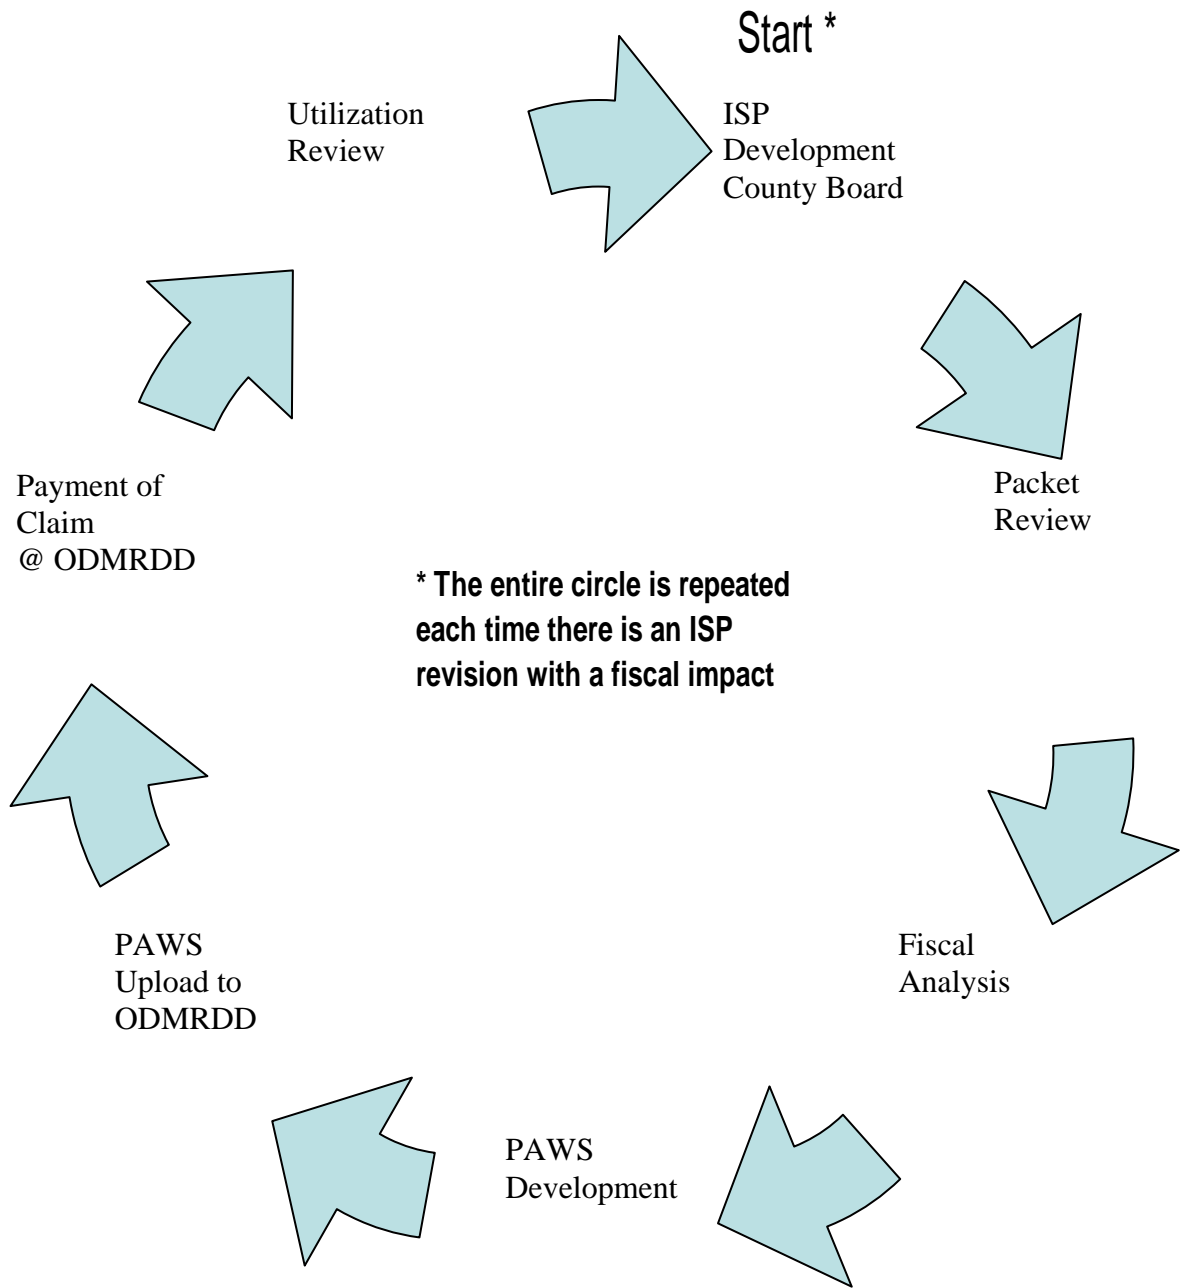 Start *
ISP
Development
County Board
Packet
Review
Fiscal
Analysis
PAWS
Development
PAWS
Upload to
ODMRDD
Payment of
Claim
@ ODMRDD
Utilization
Review
* The entire circle is repeated
each time there is an ISP
revision with a fiscal impact